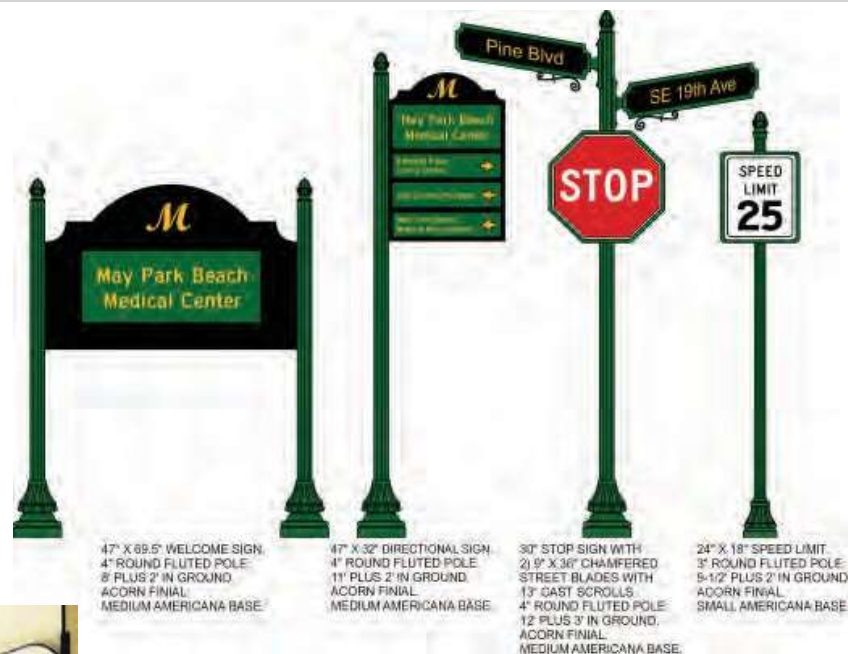 M
May Park Beach
Medical Center
M
May Park Beach
Medical Center
Pine Blvd
SE 19th Ave
STOP
SPEED
LIMIT
25
47" X 69.5" WELCOME SIGN.
4" ROUND FLUTED POLE
8' PLUS 2' IN GROUND
ACORN FINIAL
MEDIUM AMERICANA BASE.
47" X 32" DIRECTIONAL SIGN
4" ROUND FLUTED POLE
11' PLUS 2' IN GROUND
ACORN FINIAL
MEDIUM AMERICANA BASE
30" STOP SIGN WITH
2) 9" X 36" CHAMFERED
STREET BLADES WITH
13" CAST SCROLLS
4" ROUND FLUTED POLE
12' PLUS 3' IN GROUND.
ACORN FINIAL
MEDIUM AMERICANA BASE.
24" X 18" SPEED LIMIT.
3" ROUND FLUTED POLE
9-1/2' PLUS 2' IN GROUND
ACORN FINIAL
SMALL AMERICANA BASE